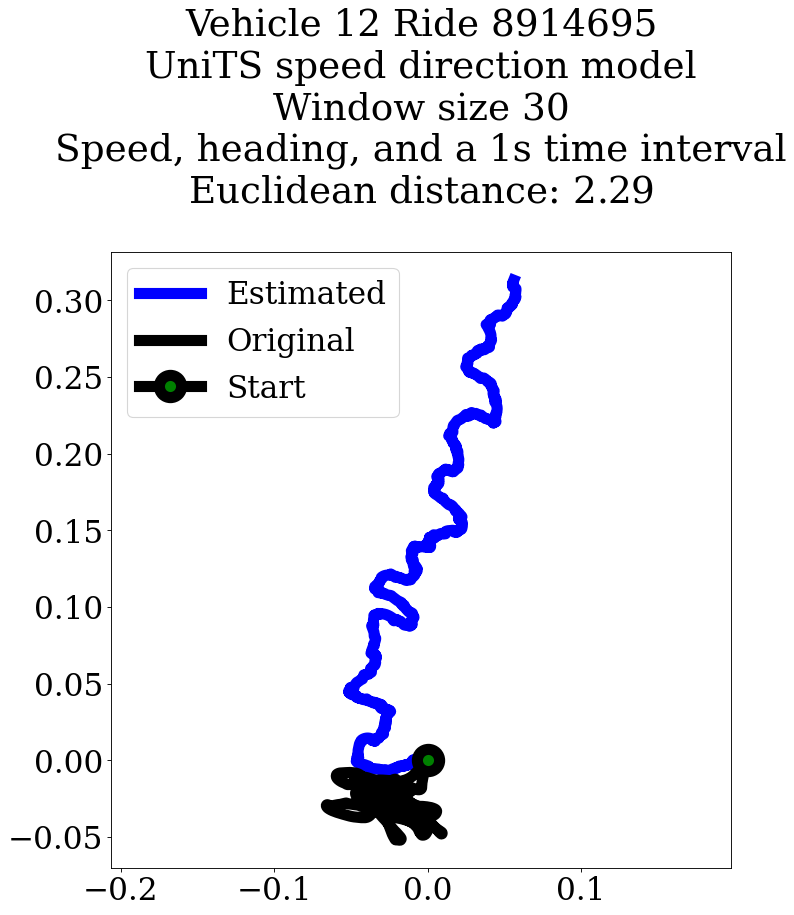 Vehicle 12 Ride 8914695
UniTS speed direction model
Window size 30
Speed, heading, and a 1s time interval
Euclidean distance: 2.29
Estimated
Original
Start
0.30
0.25
0.20
0.15
0.10
0.05
0.00
−0.05
−0.2
−0.1
0.0
0.1